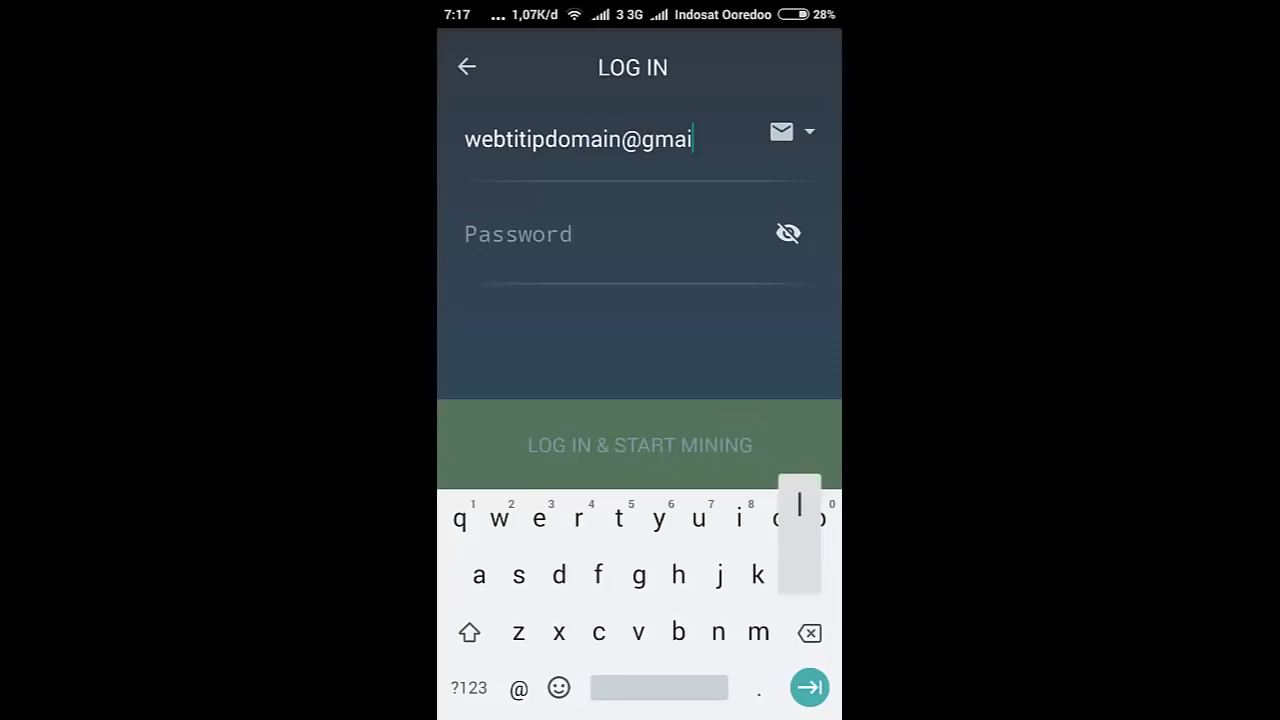 7:17 ... 1,07K/d 3 3G Indosat Ooredoo 28%
LOG IN
webtitipdomain@gmai
Password
LOG IN & START MINING
1 2 3 4 5 6 7 8 0
q w e r t y u i l
a s d f g h j k
z x c v b n m
?123 @ .